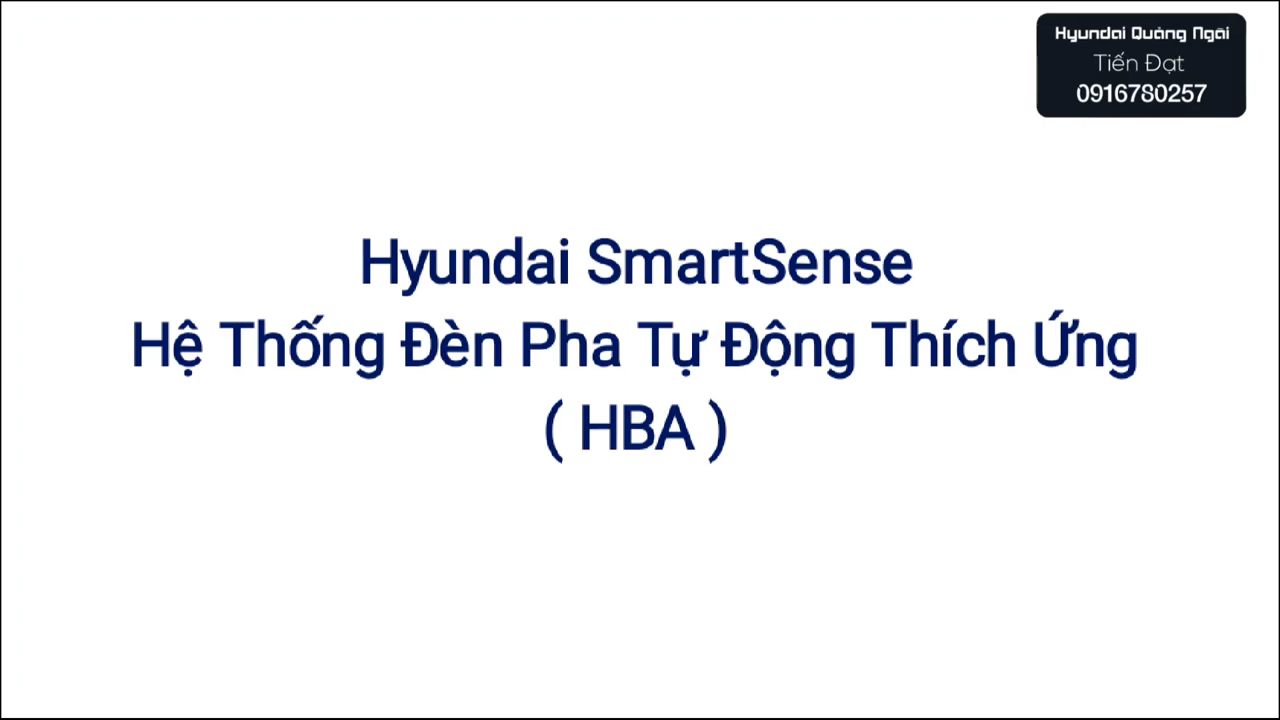 Hyundai Quảng Ngãi
Tiến Đạt
0916780257
Hyundai SmartSense
Hệ Thống Đèn Pha Tự Động Thích Ứng
( HBA )